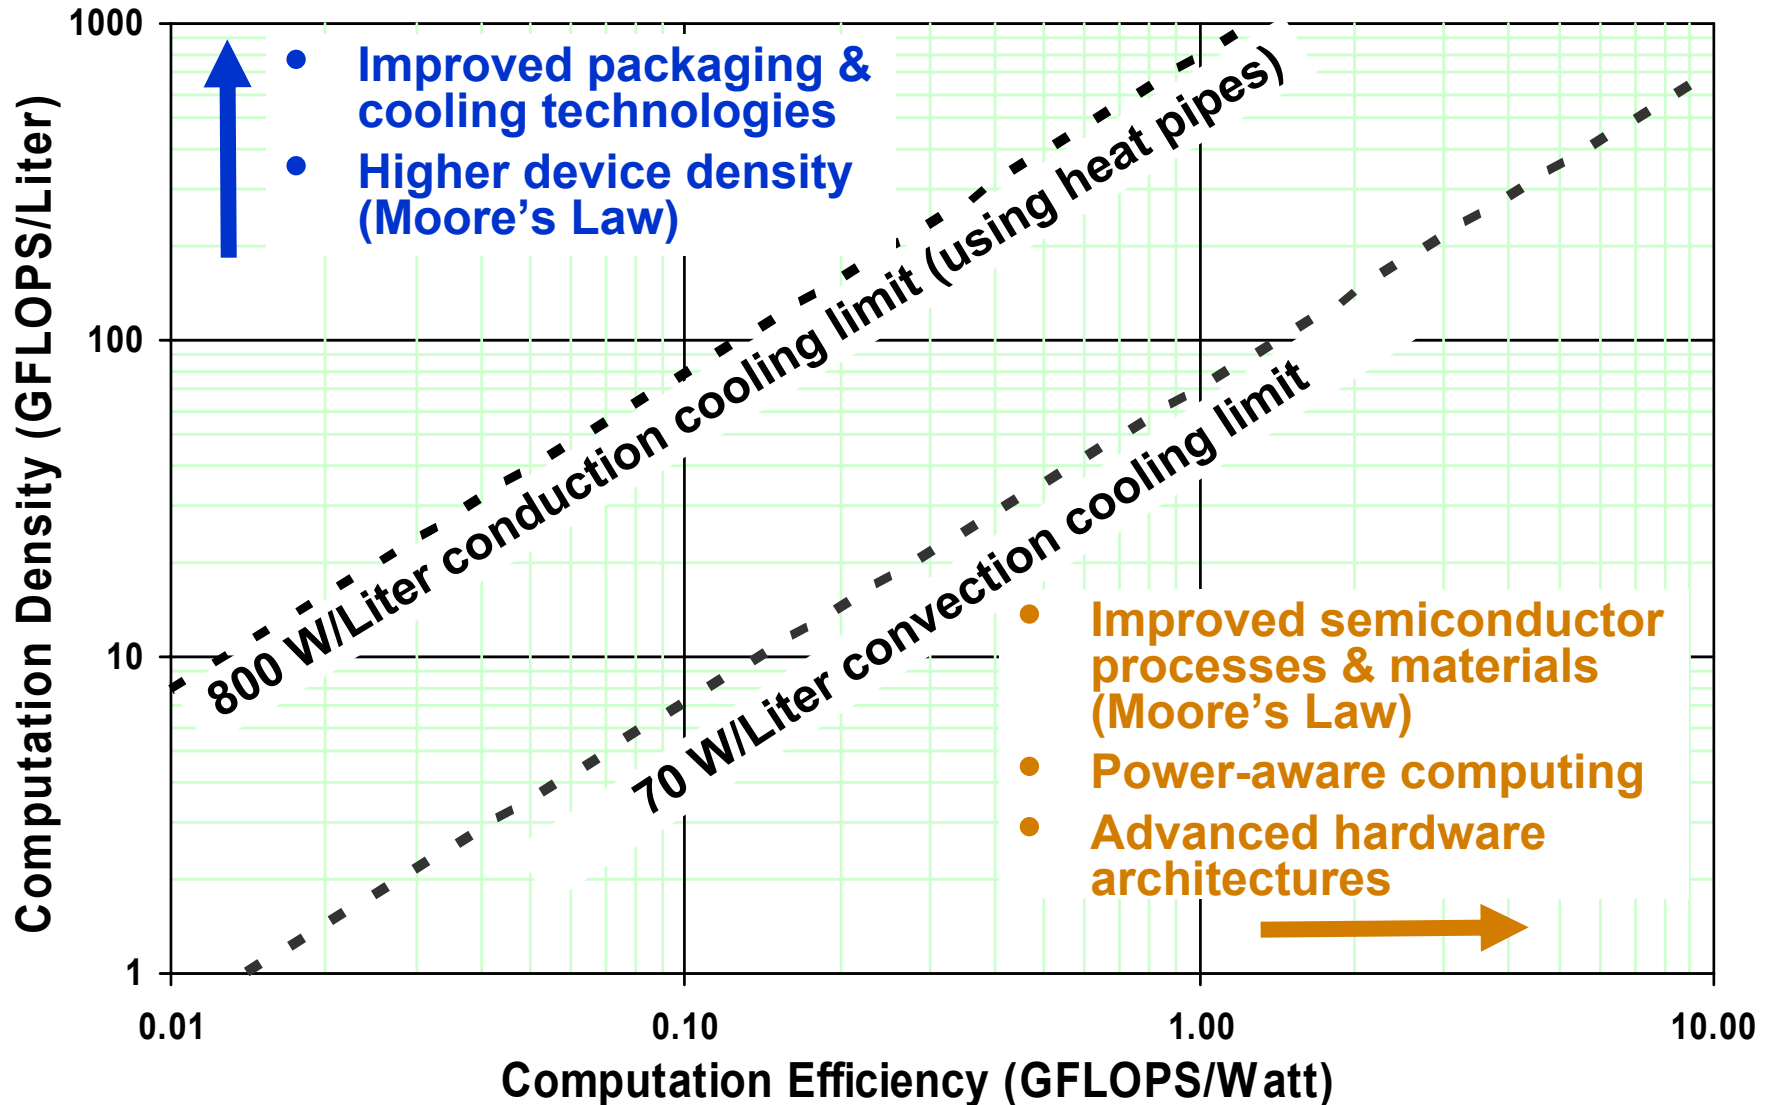 1000
100
10
1
Computation Density (GFLOPS/Liter)
• Improved packaging &
cooling technologies
• Higher device density
(Moore’s Law)
800 W/Liter conduction cooling limit (using heat pipes)
70 W/Liter convection cooling limit
• Improved semiconductor
processes & materials
(Moore’s Law)
• Power-aware computing
• Advanced hardware
architectures
0.01
0.10
1.00
10.00
Computation Efficiency (GFLOPS/Watt)